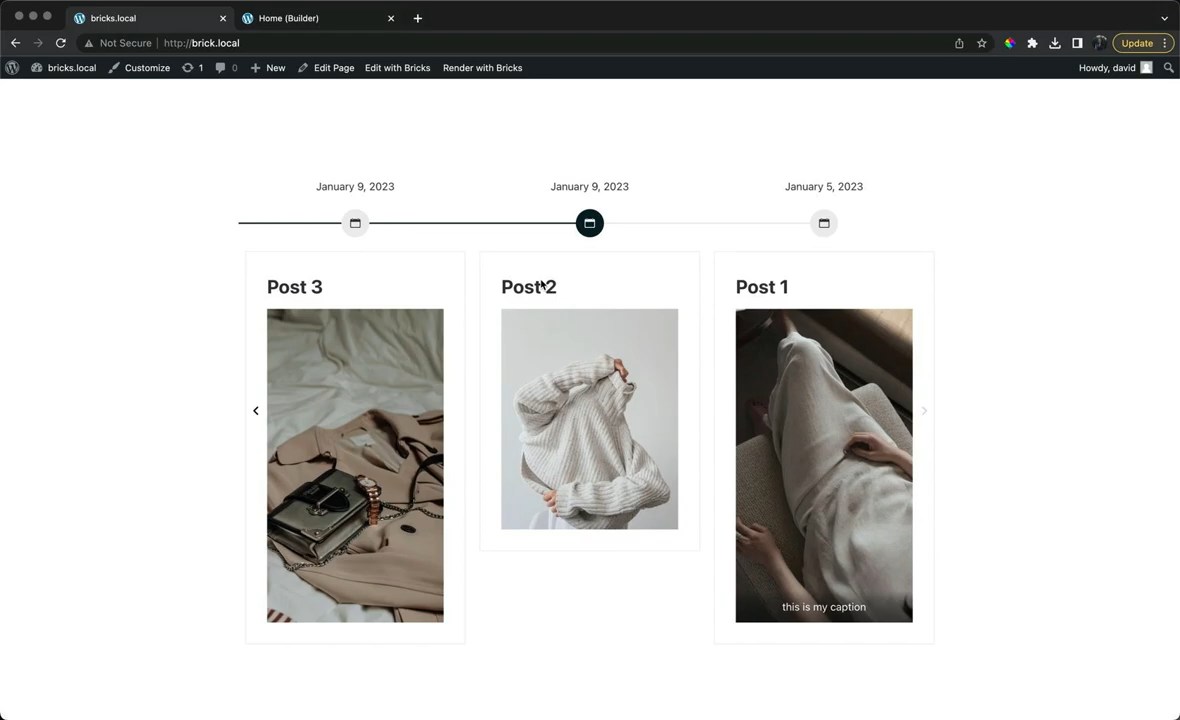 bricks.local
Home (Builder)
Not Secure | http://brick.local
Update
bricks.local
Customize
1
0
New
Edit Page
Edit with Bricks
Render with Bricks
Howdy, david
January 9, 2023
January 9, 2023
January 5, 2023
Post 3
Post 2
Post 1
this is my caption